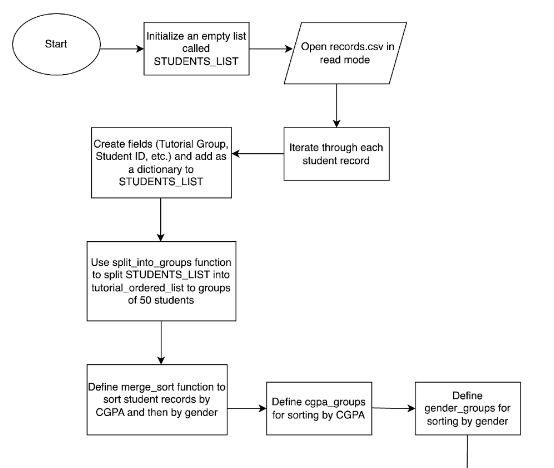 Start
Initialize an empty list
called
STUDENTS_LIST
Open records.csv in
read mode
Create fields (Tutorial Group,
Student ID, etc.) and add as
a dictionary to
STUDENTS_LIST
Iterate through each
student record
Use split_into_groups function
to split STUDENTS_LIST into
tutorial_ordered_list to groups
of 50 students
Define merge_sort function to
sort student records by
CGPA and then by gender
Define cgpa_groups
for sorting by CGPA
Define
gender_groups for
sorting by gender